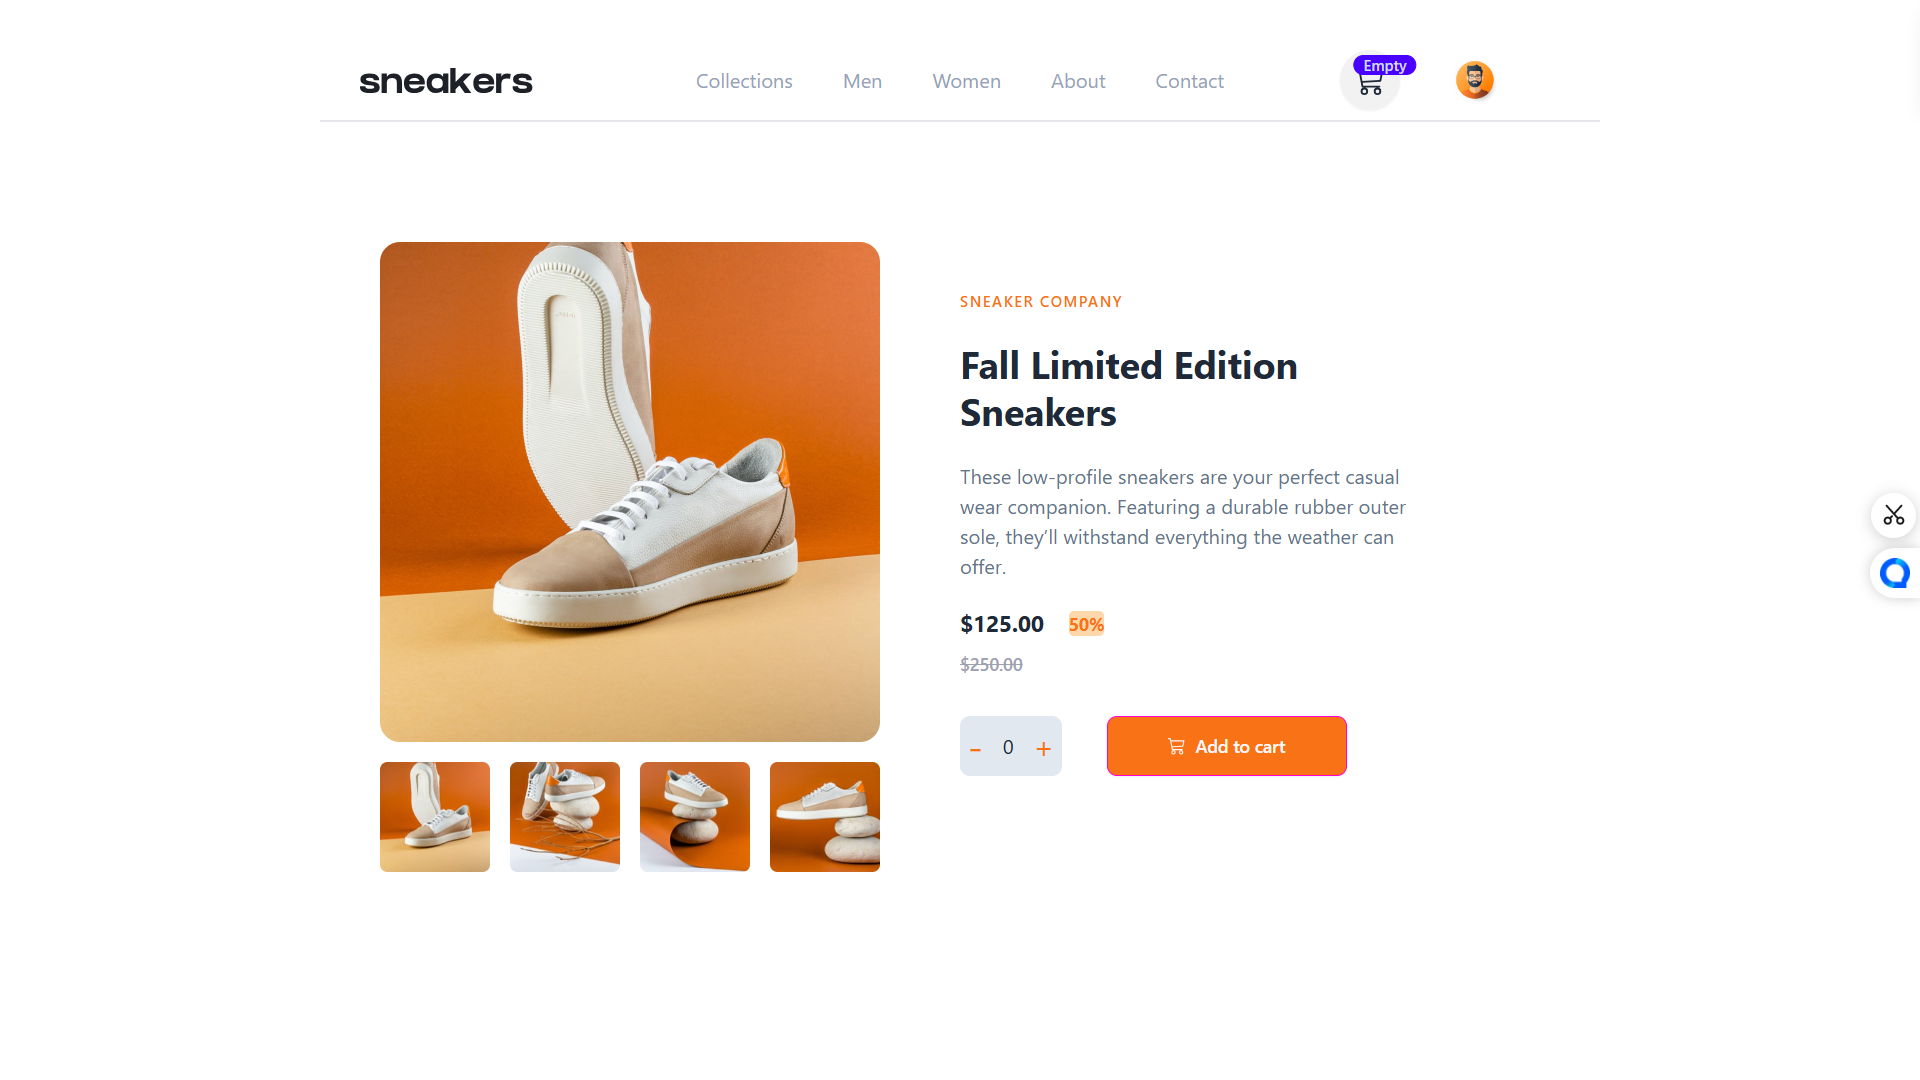 sneakers
Collections
Men
Women
About
Contact
Empty
SNEAKER COMPANY
Fall Limited Edition
Sneakers
These low-profile sneakers are your perfect casual
wear companion. Featuring a durable rubber outer
sole, they’ll withstand everything the weather can
offer.
$125.00
50%
$250.00
- 0 +
Add to cart